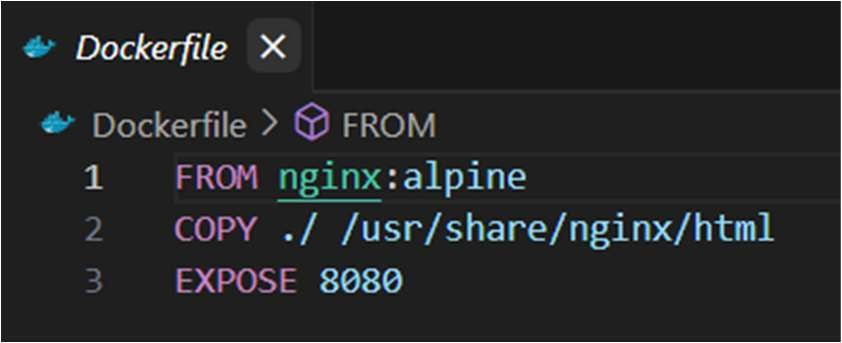 Dockerfile ×
Dockerfile > FROM
1 FROM nginx:alpine
2 COPY ./ /usr/share/nginx/html
3 EXPOSE 8080